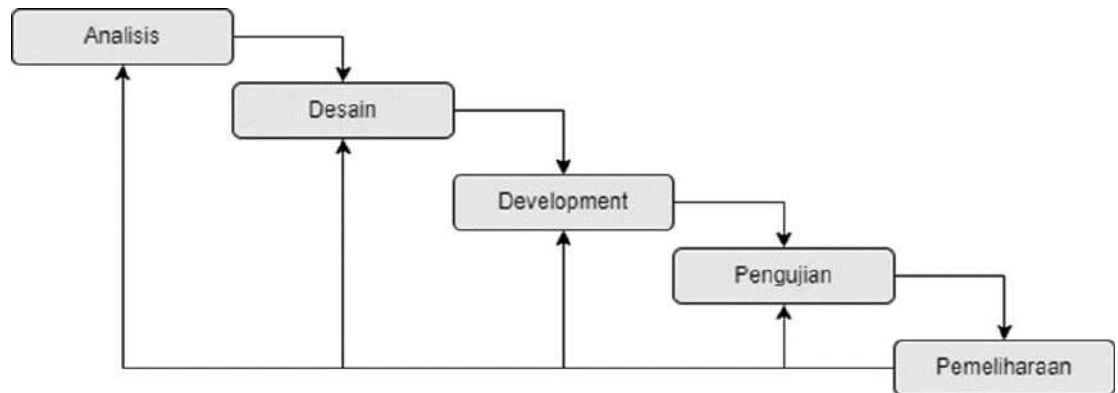 Analisis
Desain
Development
Pengujian
Pemeliharaan